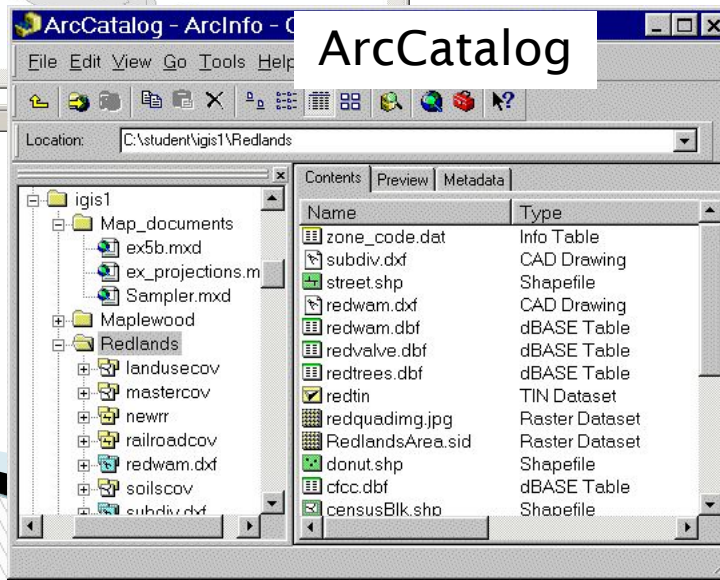 ArcCatalog - ArcInfo - C
ArcCatalog
File Edit View Go Tools Help
Location: C:\student\igis1\Redlands
igis1
Map_documents
ex5b.mxd
ex_projections.m
Sampler.mxd
Maplewood
Redlands
landusecov
mastercov
newrr
railroadcov
redwam.dxf
soilscov
subdiv.dxf
Contents Preview Metadata
Name Type
zone_code.dat Info Table
subdiv.dxf CAD Drawing
street.shp Shapefile
redwam.dxf CAD Drawing
redwam.dbf dBASE Table
redvalve.dbf dBASE Table
redtrees.dbf dBASE Table
redtin TIN Dataset
redquadimg.jpg Raster Dataset
RedlandsArea.sid Raster Dataset
donut.shp Shapefile
cfcc.dbf dBASE Table
censusBlk.shp Shapefile